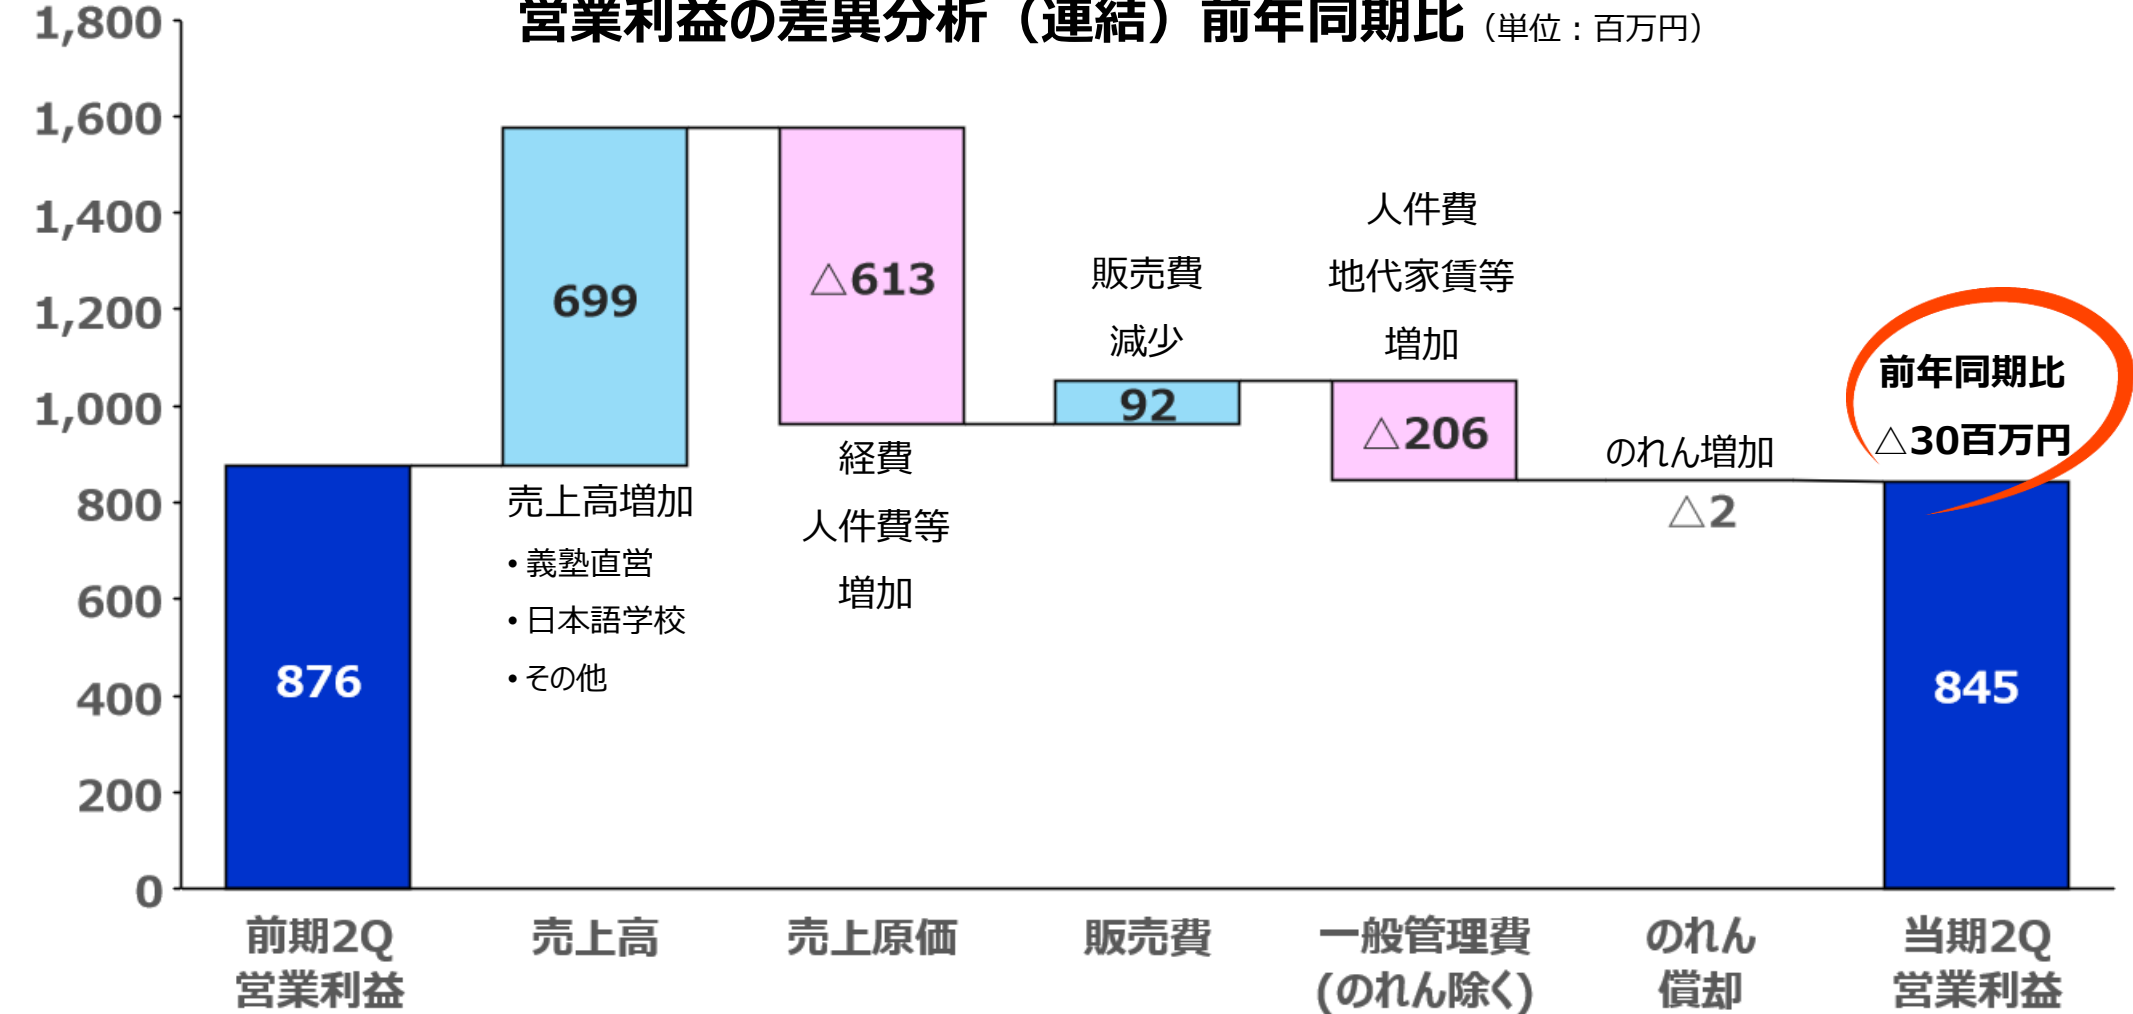 営業利益の差異分析（連結）前年同期比（単位：百万円）
1,800
1,600
1,400
1,200
1,000
800
600
400
200
0
876
699
売上高増加
• 義塾直営
• 日本語学校
• その他
△613
経費
人件費等
増加
販売費
減少
92
人件費
地代家賃等
増加
△206
のれん増加
△2
前年同期比
△30百万円
845
前期2Q
営業利益
売上高
売上原価
販売費
一般管理費
(のれん除く)
のれん
償却
当期2Q
営業利益